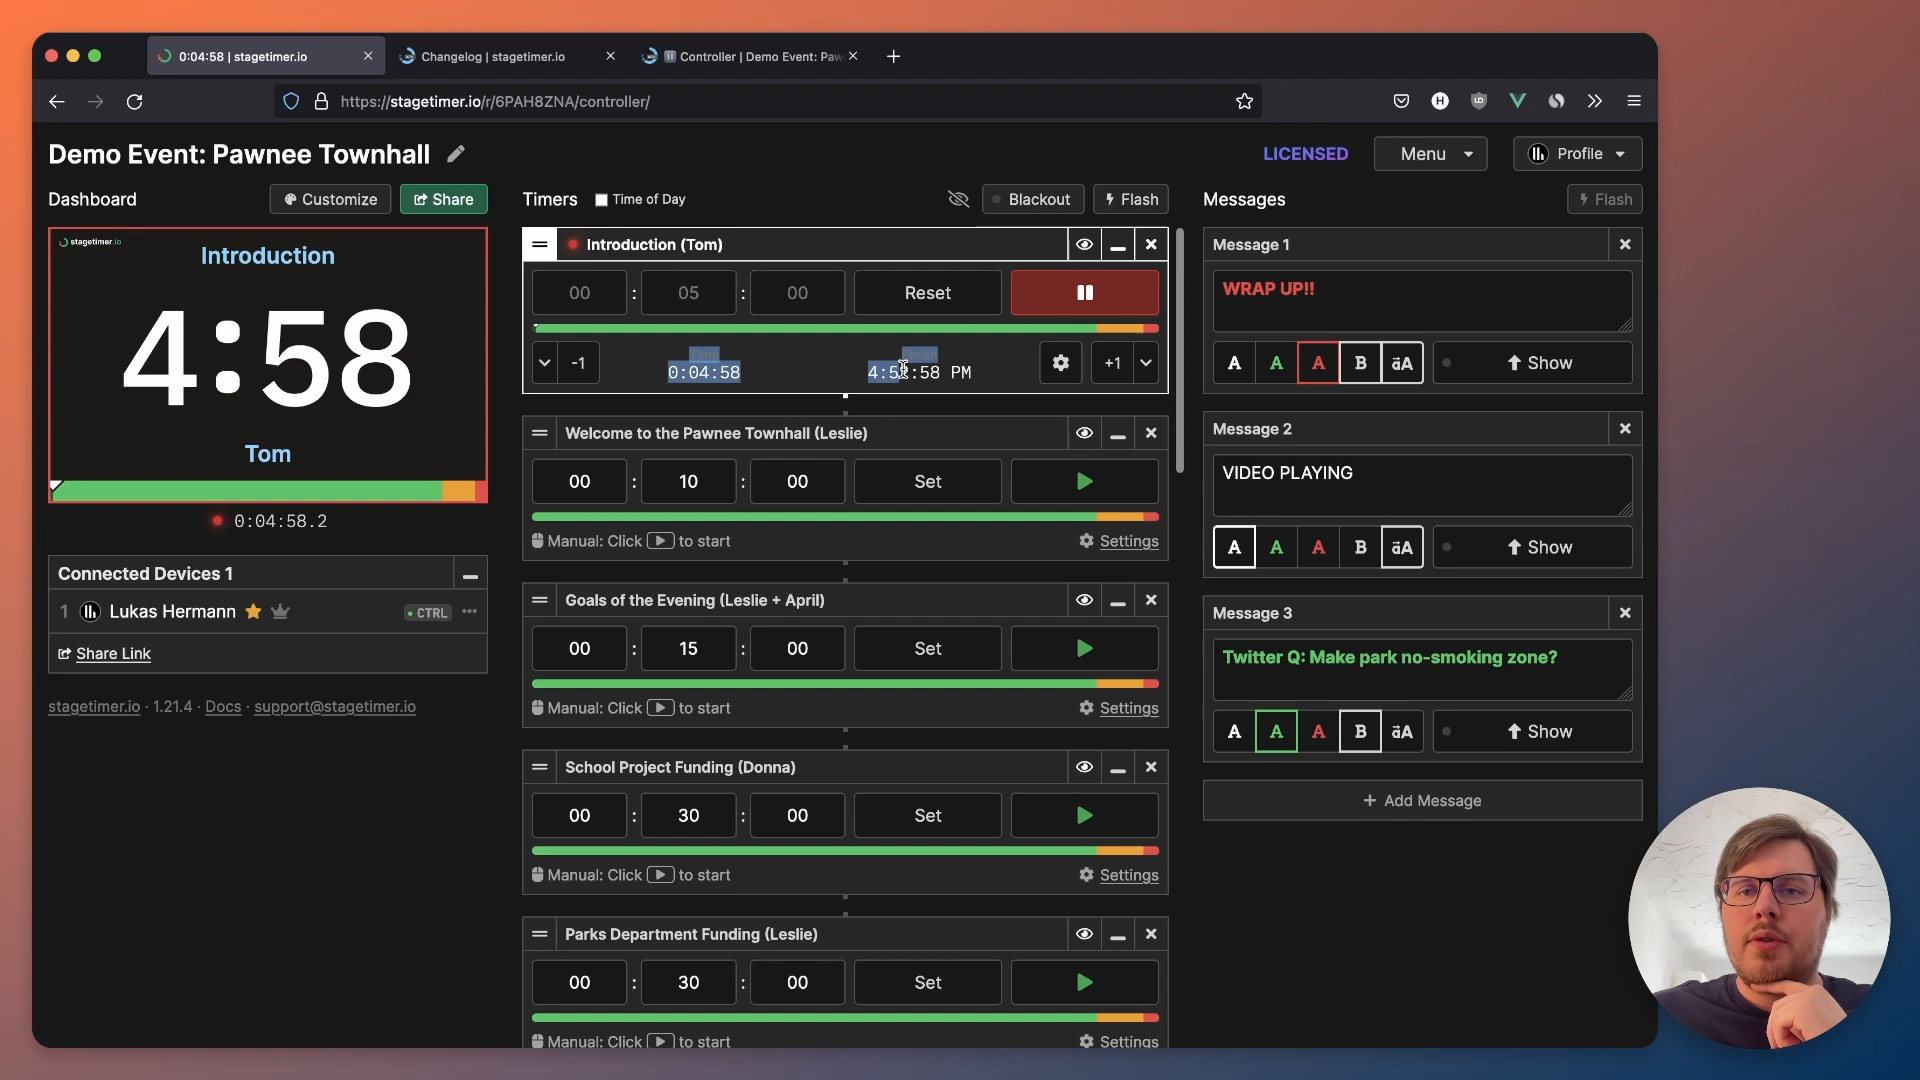 0:04:58 | stagetimer.io
Changelog | stagetimer.io
Controller | Demo Event: Paw
https://stagetimer.io/r/6PAH8ZNA/controller/
Demo Event: Pawnee Townhall
LICENSED
Menu
Profile
Dashboard
Customize
Share
Timers
Time of Day
Blackout
Flash
Messages
Flash
stagetimer.io
Introduction
4:58
Tom
0:04:58.2
Connected Devices 1
1 Lukas Hermann
CTRL
Share Link
stagetimer.io · 1.21.4 · Docs · support@stagetimer.io
Introduction (Tom)
00 : 05 : 00 Reset
-1
Time
0:04:58
Finish
:58 PM
+1
Welcome to the Pawnee Townhall (Leslie)
00 : 10 : 00 Set
Manual: Click to start
Settings
Goals of the Evening (Leslie + April)
00 : 15 : 00 Set
Manual: Click to start
Settings
School Project Funding (Donna)
00 : 30 : 00 Set
Manual: Click to start
Settings
Parks Department Funding (Leslie)
00 : 30 : 00 Set
Manual: Click to start
Settings
Message 1
WRAP UP!!
A A A B aA
Show
Message 2
VIDEO PLAYING
A A A B aA
Show
Message 3
Twitter Q: Make park no-smoking zone?
A A A B aA
Show
+ Add Message